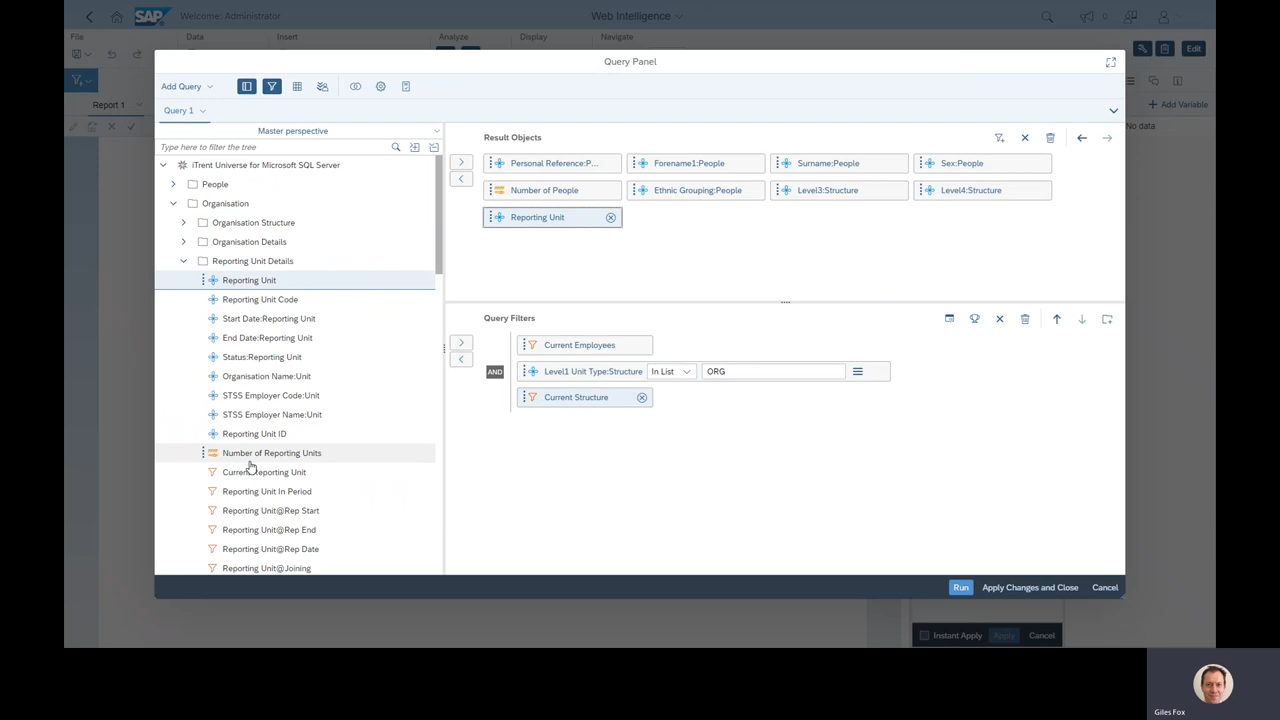 SAP
Welcome: Administrator
Web Intelligence
0
File
Data
Insert
Analyze
Display
Navigate
Edit
Report 1
Add Variable
No data
Query Panel
Add Query
Query 1
Master perspective
Type here to filter the tree
iTrent Universe for Microsoft SQL Server
People
Organisation
Organisation Structure
Organisation Details
Reporting Unit Details
Reporting Unit
Reporting Unit Code
Start Date:Reporting Unit
End Date:Reporting Unit
Status:Reporting Unit
Organisation Name:Unit
STSS Employer Code:Unit
STSS Employer Name:Unit
Reporting Unit ID
Number of Reporting Units
Current Reporting Unit
Reporting Unit In Period
Reporting Unit@Rep Start
Reporting Unit@Rep End
Reporting Unit@Rep Date
Reporting Unit@Joining
Result Objects
Personal Reference:P...
Forename1:People
Surname:People
Sex:People
Number of People
Ethnic Grouping:People
Level3:Structure
Level4:Structure
Reporting Unit
Query Filters
Current Employees
AND
Level1 Unit Type:Structure
In List
ORG
Current Structure
Run
Apply Changes and Close
Cancel
Instant Apply
Apply
Cancel
Giles Fox